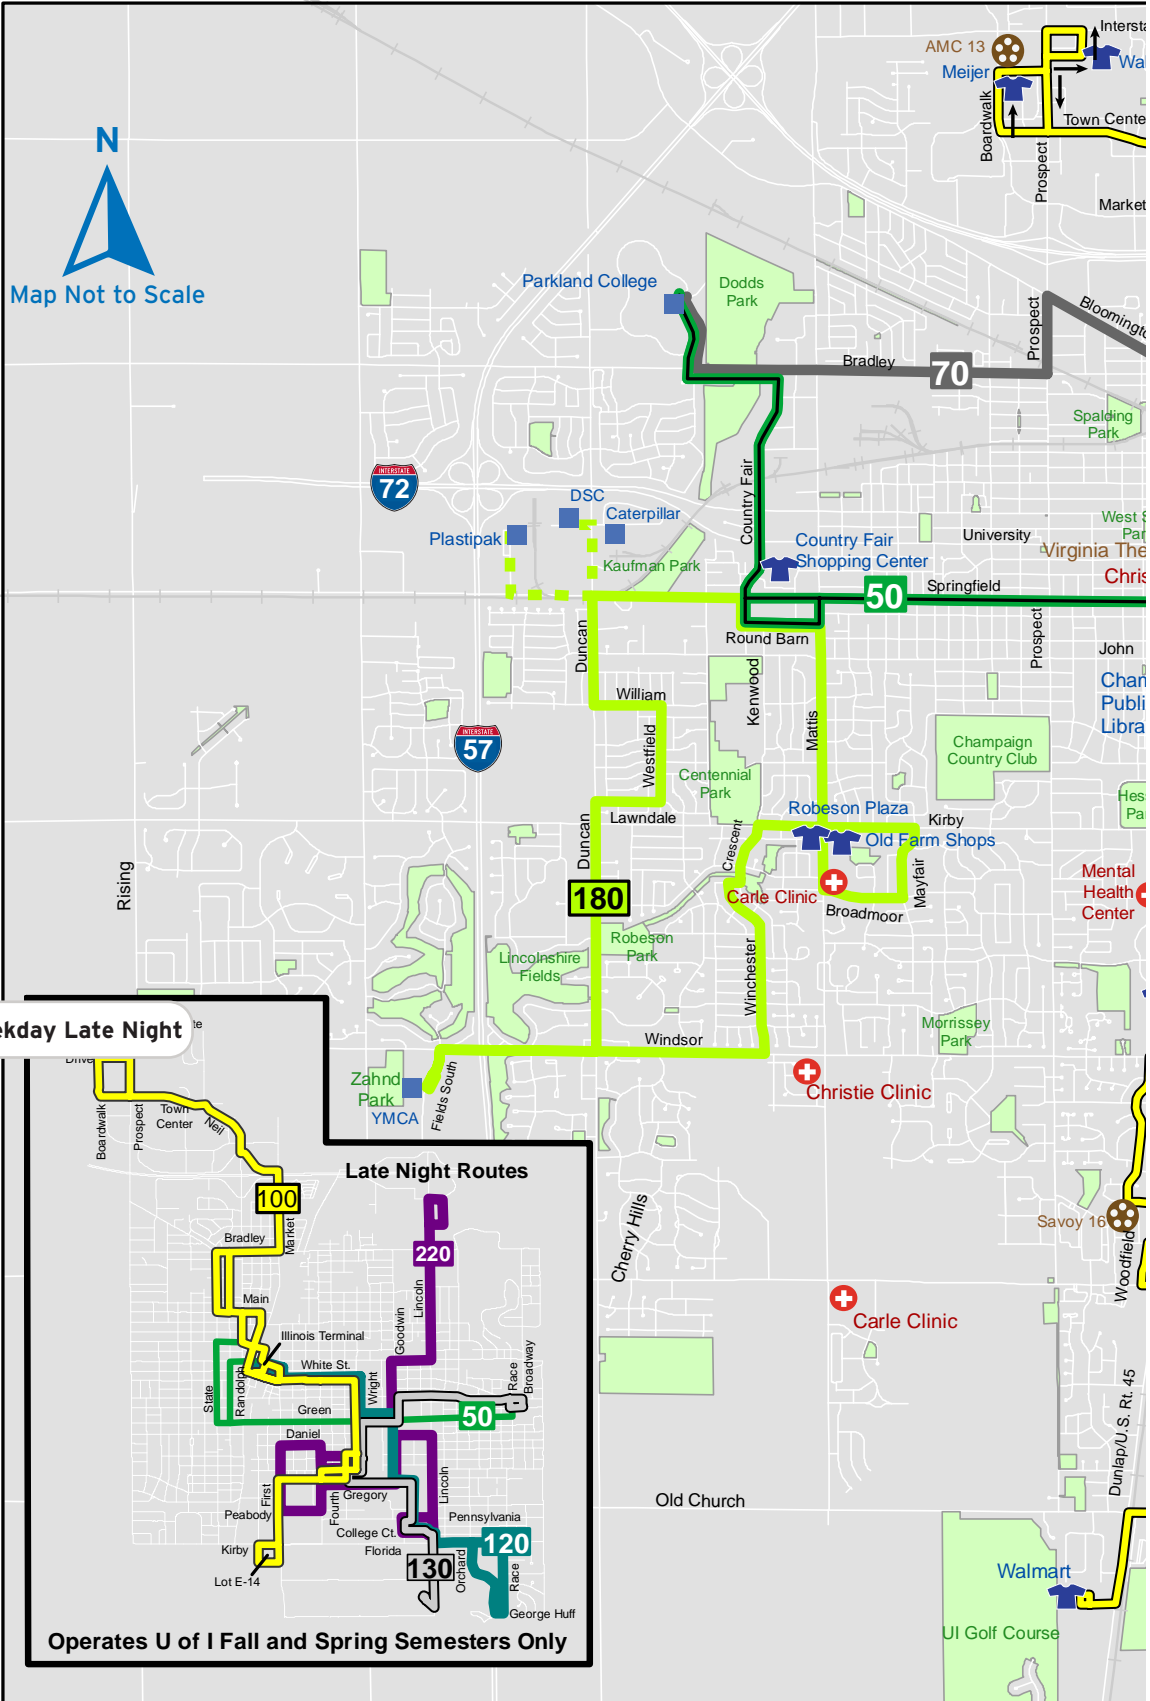 AMC 13
Meijer
Boardwalk
Prospect
Town Cente
Market
N
Map Not to Scale
Parkland College
Dodds
Park
Prospect
Bradley
70
Spalding
Park
INTERSTATE
72
DSC
Caterpillar
Plastipak
Kaufman Park
Country Fair
Country Fair
Shopping Center
University
Virginia The
Springfield
50
Round Barn
Prospect
John
Duncan
William
Kenwood
Westfield
Mattis
INTERSTATE
57
Champaign
Country Club
Centennial
Park
Lawndale
Robeson Plaza
Kirby
Old Farm Shops
Duncan
Crescent
Mayfair
Rising
180
Carle Clinic
Broadmoor
Mental
Health
Center
Robeson
Park
Lincolnshire
Fields
Winchester
Morrissey
Park
Windsor
Zahnd
Park
YMCA
Fields South
Christie Clinic
Cherry Hills
Savoy 16
Woodfield
Carle Clinic
Dunlap/U.S. Rt. 45
Old Church
Walmart
UI Golf Course
ekday Late Night
Boardwalk
Prospect
Town
Center
Neil
Late Night Routes
100
Market
Bradley
220
Lincoln
Goodwin
Main
Illinois Terminal
White St.
State
Randolph
Wright
Race
Broadway
Green
50
Daniel
First
Fourth
Gregory
Lincoln
Peabody
College Ct.
Pennsylvania
120
Kirby
Florida
130
Orchard
Race
Lot E-14
George Huff
Operates U of I Fall and Spring Semesters Only